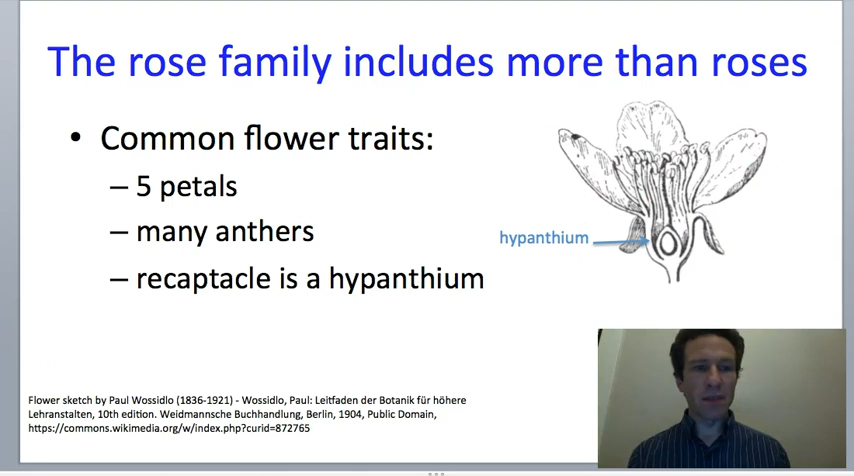 The rose family includes more than roses
• Common flower traits:
– 5 petals
– many anthers
– recaptacle is a hypanthium
hypanthium
Flower sketch by Paul Wossidlo (1836-1921) - Wossidlo, Paul: Leitfaden der Botanik für höhere
Lehranstalten, 10th edition. Weidmannsche Buchhandlung, Berlin, 1904, Public Domain,
https://commons.wikimedia.org/w/index.php?curid=872765